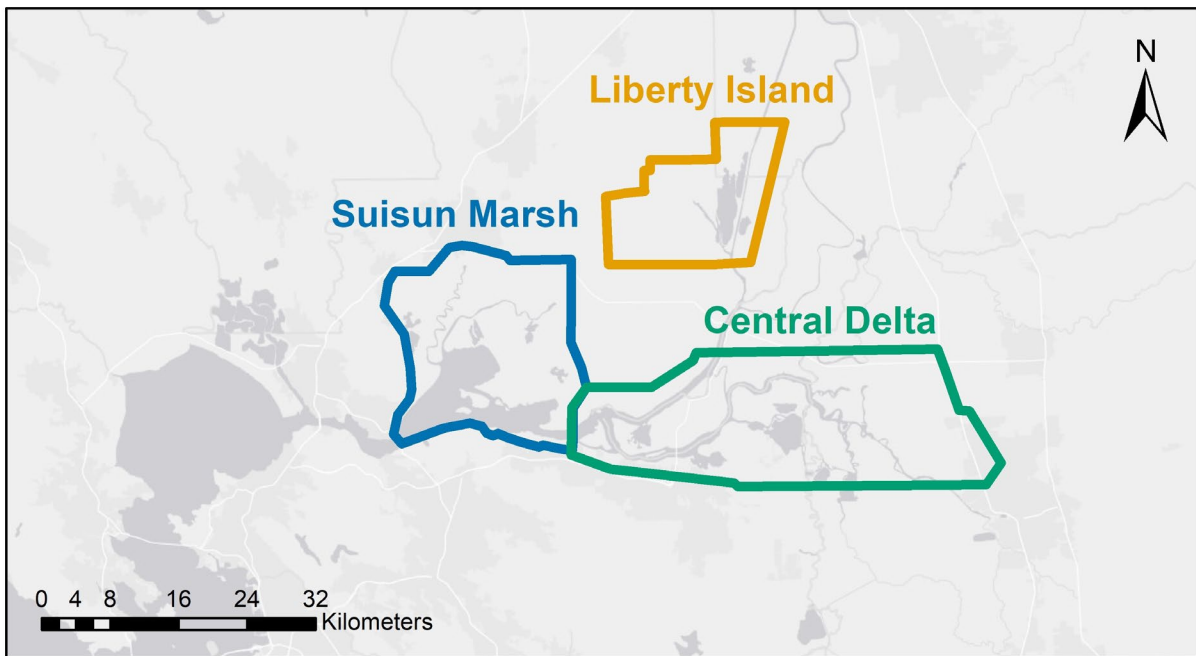 N
Liberty Island
Suisun Marsh
Central Delta
0 4 8 16 24 32
Kilometers